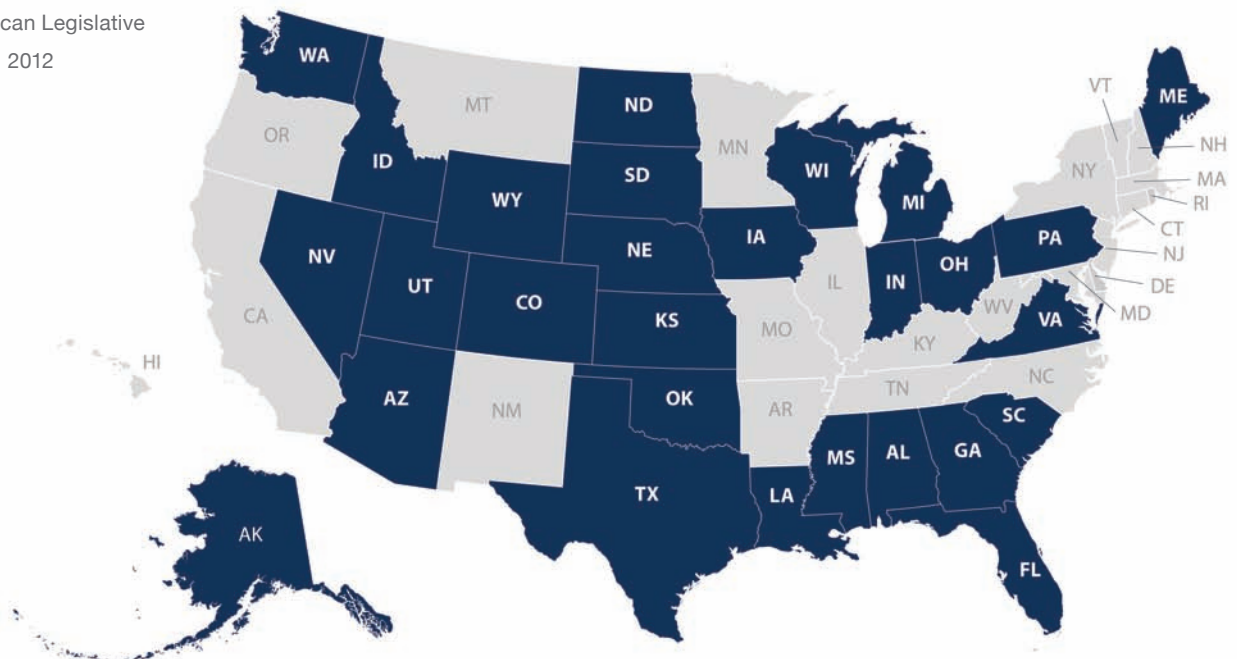 can Legislative
2012
WA
MT
ND
MN
OR
ID
SD
WI
MI
ME
VT
NH
NY
MA
RI
CT
WY
NE
IA
PA
NJ
NV
UT
CO
IL
IN
OH
DE
MD
WV
VA
CA
KS
MO
KY
HI
AZ
NM
OK
AR
TN
NC
SC
MS
AL
GA
TX
LA
AK
FL